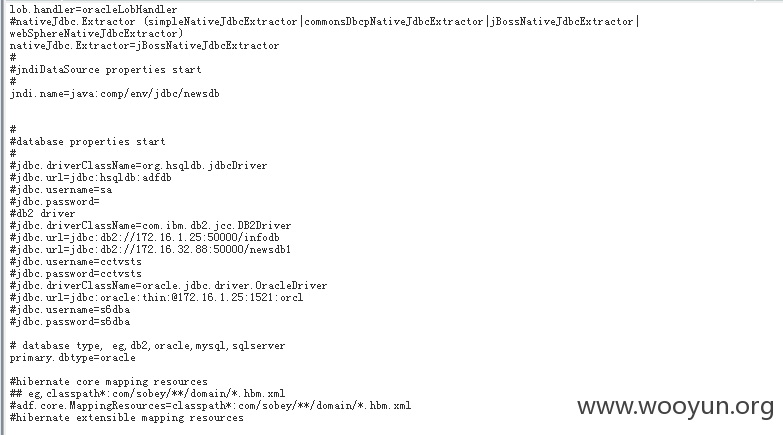 lob.handler=oracleLobHandler
#nativeJdbc.Extractor (simpleNativeJdbcExtractor|commonsDbcpNativeJdbcExtractor|jBossNativeJdbcExtractor|
webSphereNativeJdbcExtractor)
nativeJdbc.Extractor=jBossNativeJdbcExtractor
#
#jndiDataSource properties start
#
jndi.name=java:comp/env/jdbc/newsdb
#
#database properties start
#
#jdbc.driverClassName=org.hsqldb.jdbcDriver
#jdbc.url=jdbc:hsqldb:adfdb
#jdbc.username=sa
#jdbc.password=
#db2 driver
#jdbc.driverClassName=com.ibm.db2.jcc.DB2Driver
#jdbc.url=jdbc:db2://172.16.1.25:50000/infodb
#jdbc.url=jdbc:db2://172.16.32.88:50000/newsdb1
#jdbc.username=cctvsts
#jdbc.password=cctvsts
#jdbc.driverClassName=oracle.jdbc.driver.OracleDriver
#jdbc.url=jdbc:oracle:thin:@172.16.1.25:1521:orcl
#jdbc.username=s6dba
#jdbc.password=s6dba
# database type, eg,db2,oracle,mysql,sqlserver
primary.dbtype=oracle
#hibernate core mapping resources
## eg,classpath*:com/sobey/**/domain/*.hbm.xml
#adf.core.MappingResources=classpath*:com/sobey/**/domain/*.hbm.xml
#hibernate extensible mapping resources
www.wooyun.org